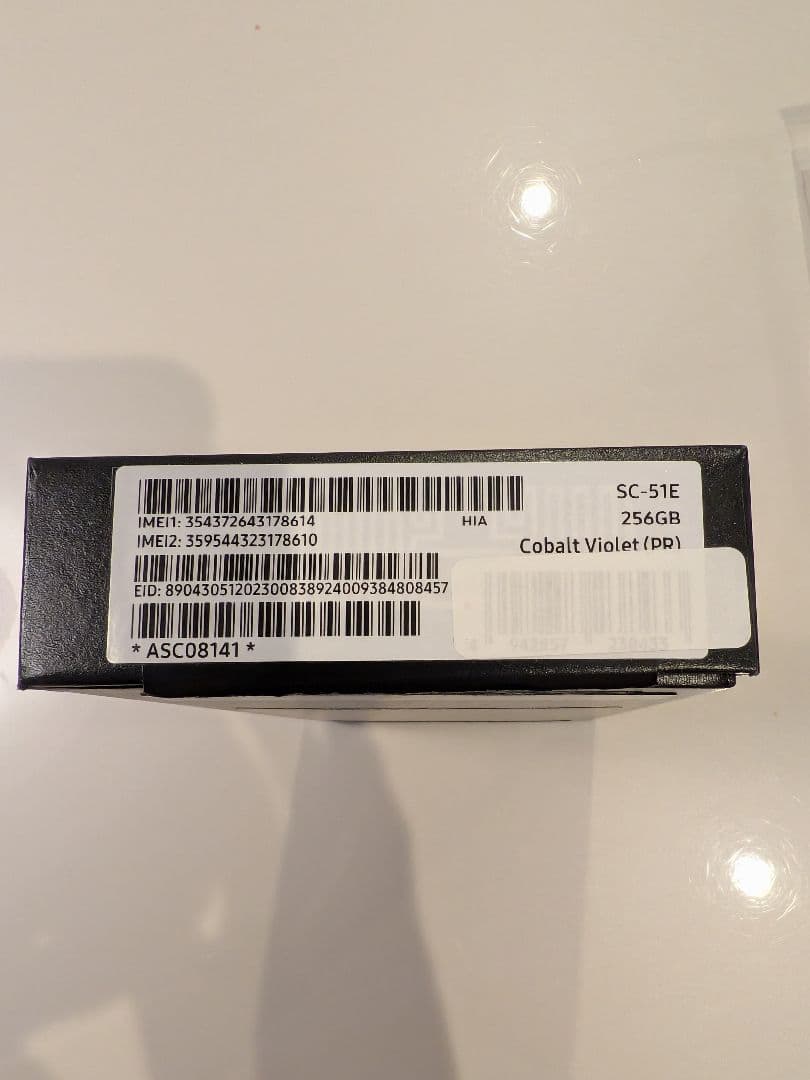 IMEI1: 354372643178614
HIA
IMEI2: 359544323178610
EID: 89043051202300838924009384808457
* ASC08141 *
SC-51E
256GB
Cobalt Violet (PR)